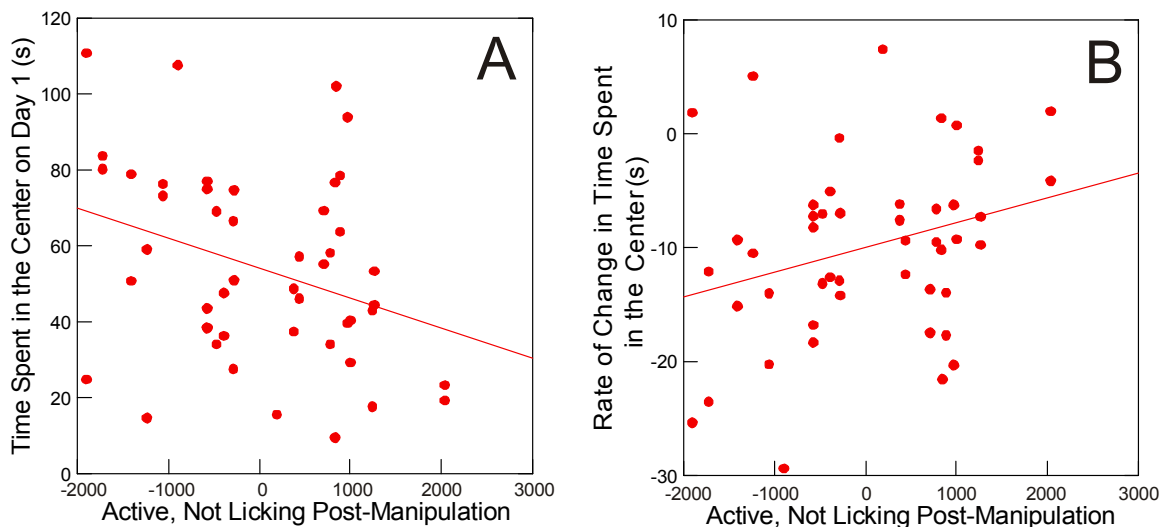 A
Time Spent in the Center on Day 1 (s)
120
100
80
60
40
20
0
-2000 -1000 0 1000 2000 3000
Active, Not Licking Post-Manipulation
B
Rate of Change in Time Spent
in the Center (s)
10
0
-10
-20
-30
-2000 -1000 0 1000 2000 3000
Active, Not Licking Post-Manipulation